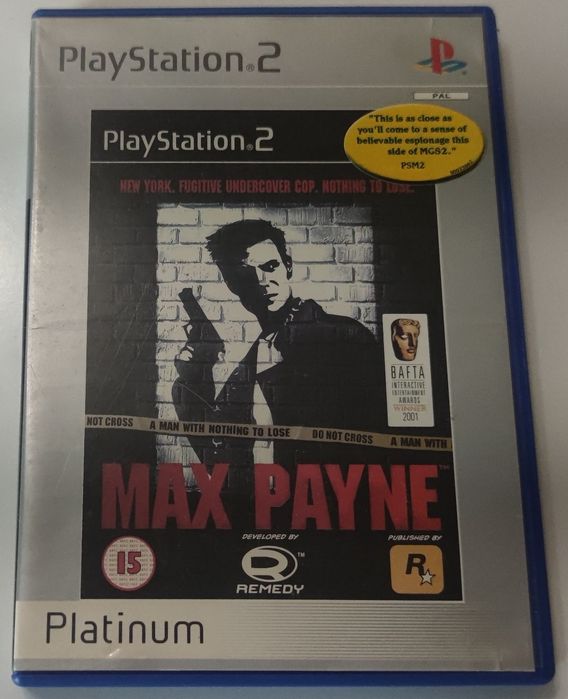 PlayStation®2
PAL
"This is as close as
you'll come to a sense of
believable espionage this
side of MGS2."
PSM2
PlayStation®2
NEW YORK. FUGITIVE UNDERCOVER COP. NOTHING TO LOSE.
BAFTA
INTERACTIVE
ENTERTAINMENT
AWARDS
WINNER
2001
NOT CROSS A MAN WITH NOTHING TO LOSE DO NOT CROSS A MAN WITH
MAX PAYNE™
15
DEVELOPED BY
R™
REMEDY
PUBLISHED BY
R
Platinum